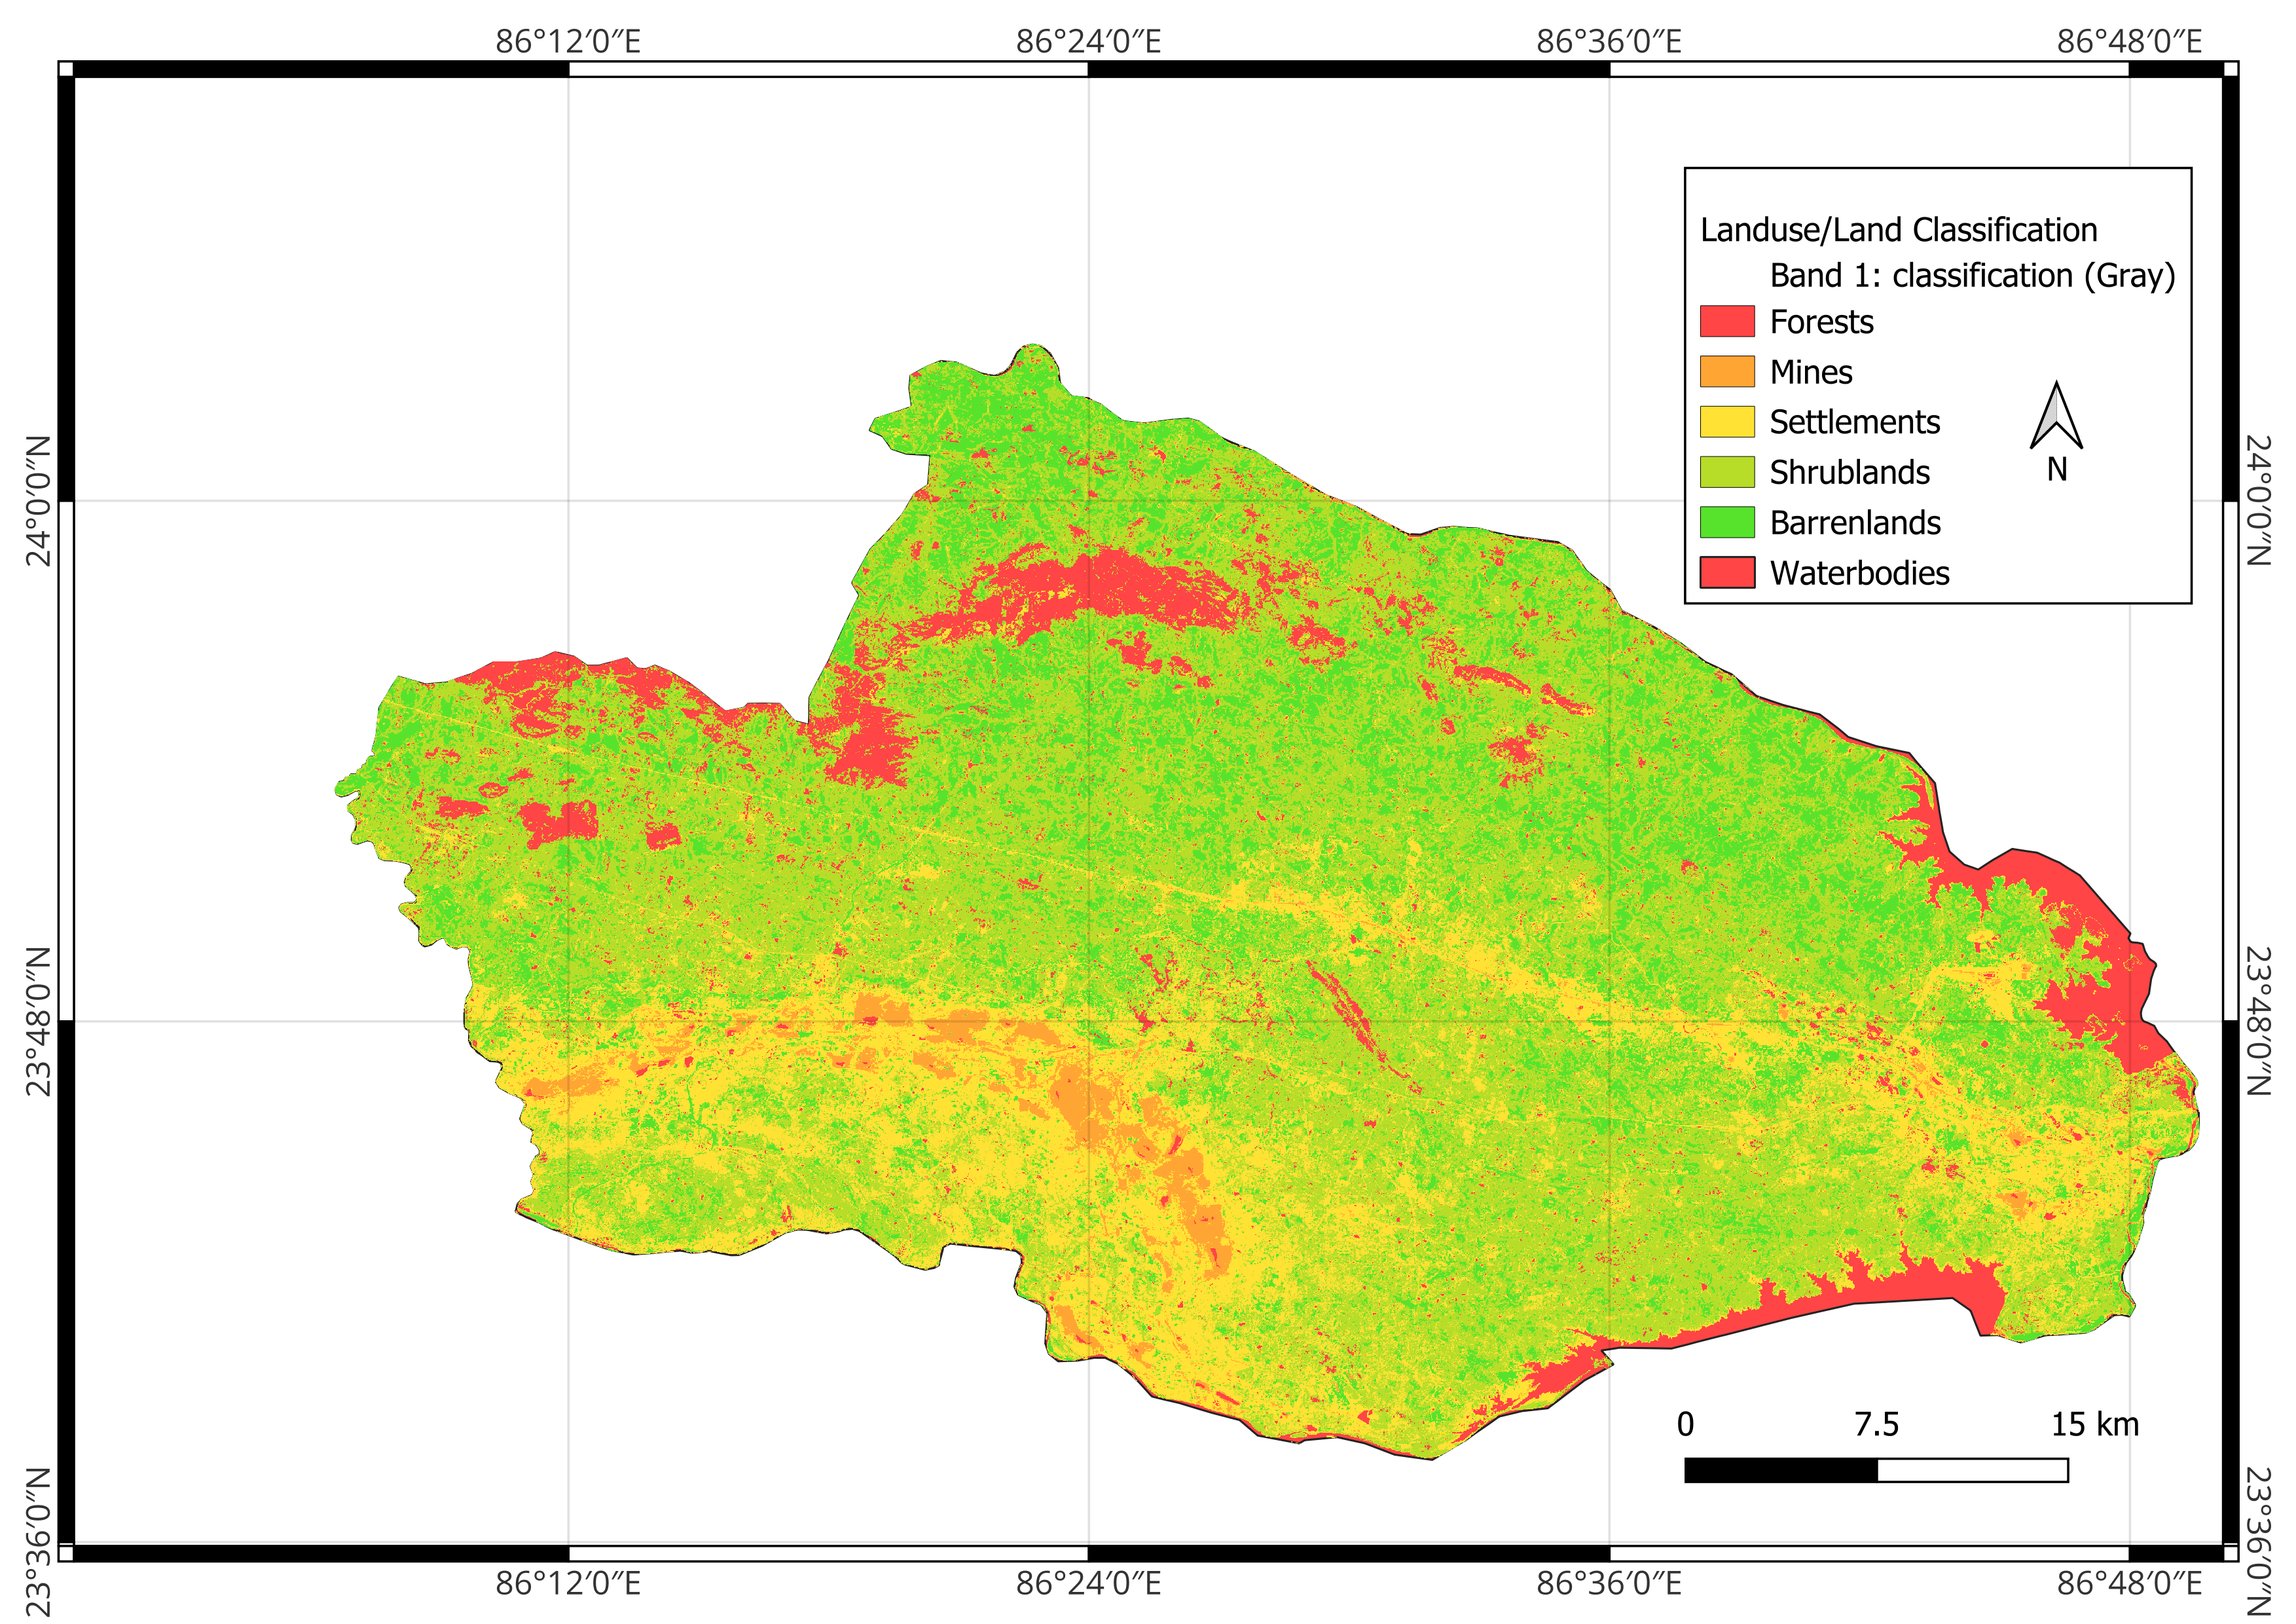 86°12′0″E
86°24′0″E
86°36′0″E
86°48′0″E
Landuse/Land Classification
Band 1: classification (Gray)
Forests
Mines
Settlements
Shrublands
Barrenlands
Waterbodies
N
24°0′0″N
24°0′0″N
23°48′0″N
23°48′0″N
0 7.5 15 km
23°36′0″N
23°36′0″N
86°12′0″E
86°24′0″E
86°36′0″E
86°48′0″E